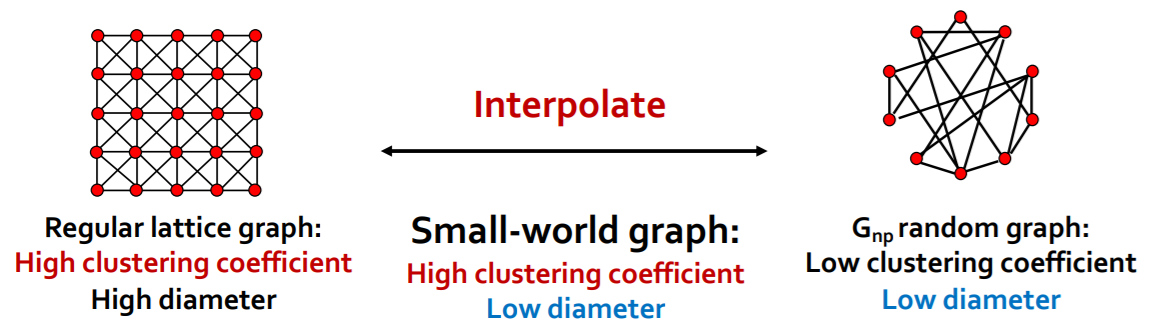 Interpolate
Regular lattice graph:
High clustering coefficient
High diameter
Small-world graph:
High clustering coefficient
Low diameter
Gnp random graph:
Low clustering coefficient
Low diameter